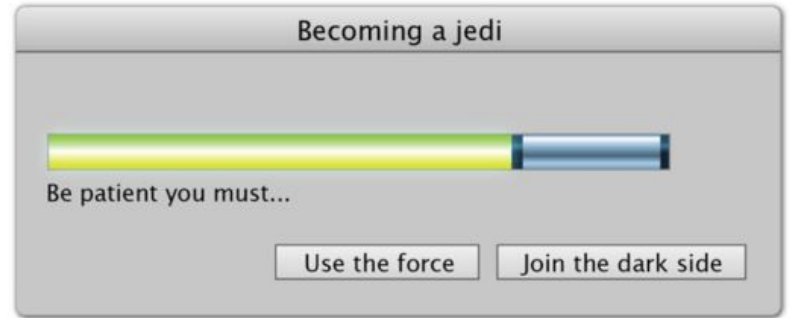 Becoming a jedi
Be patient you must...
Use the force
Join the dark side